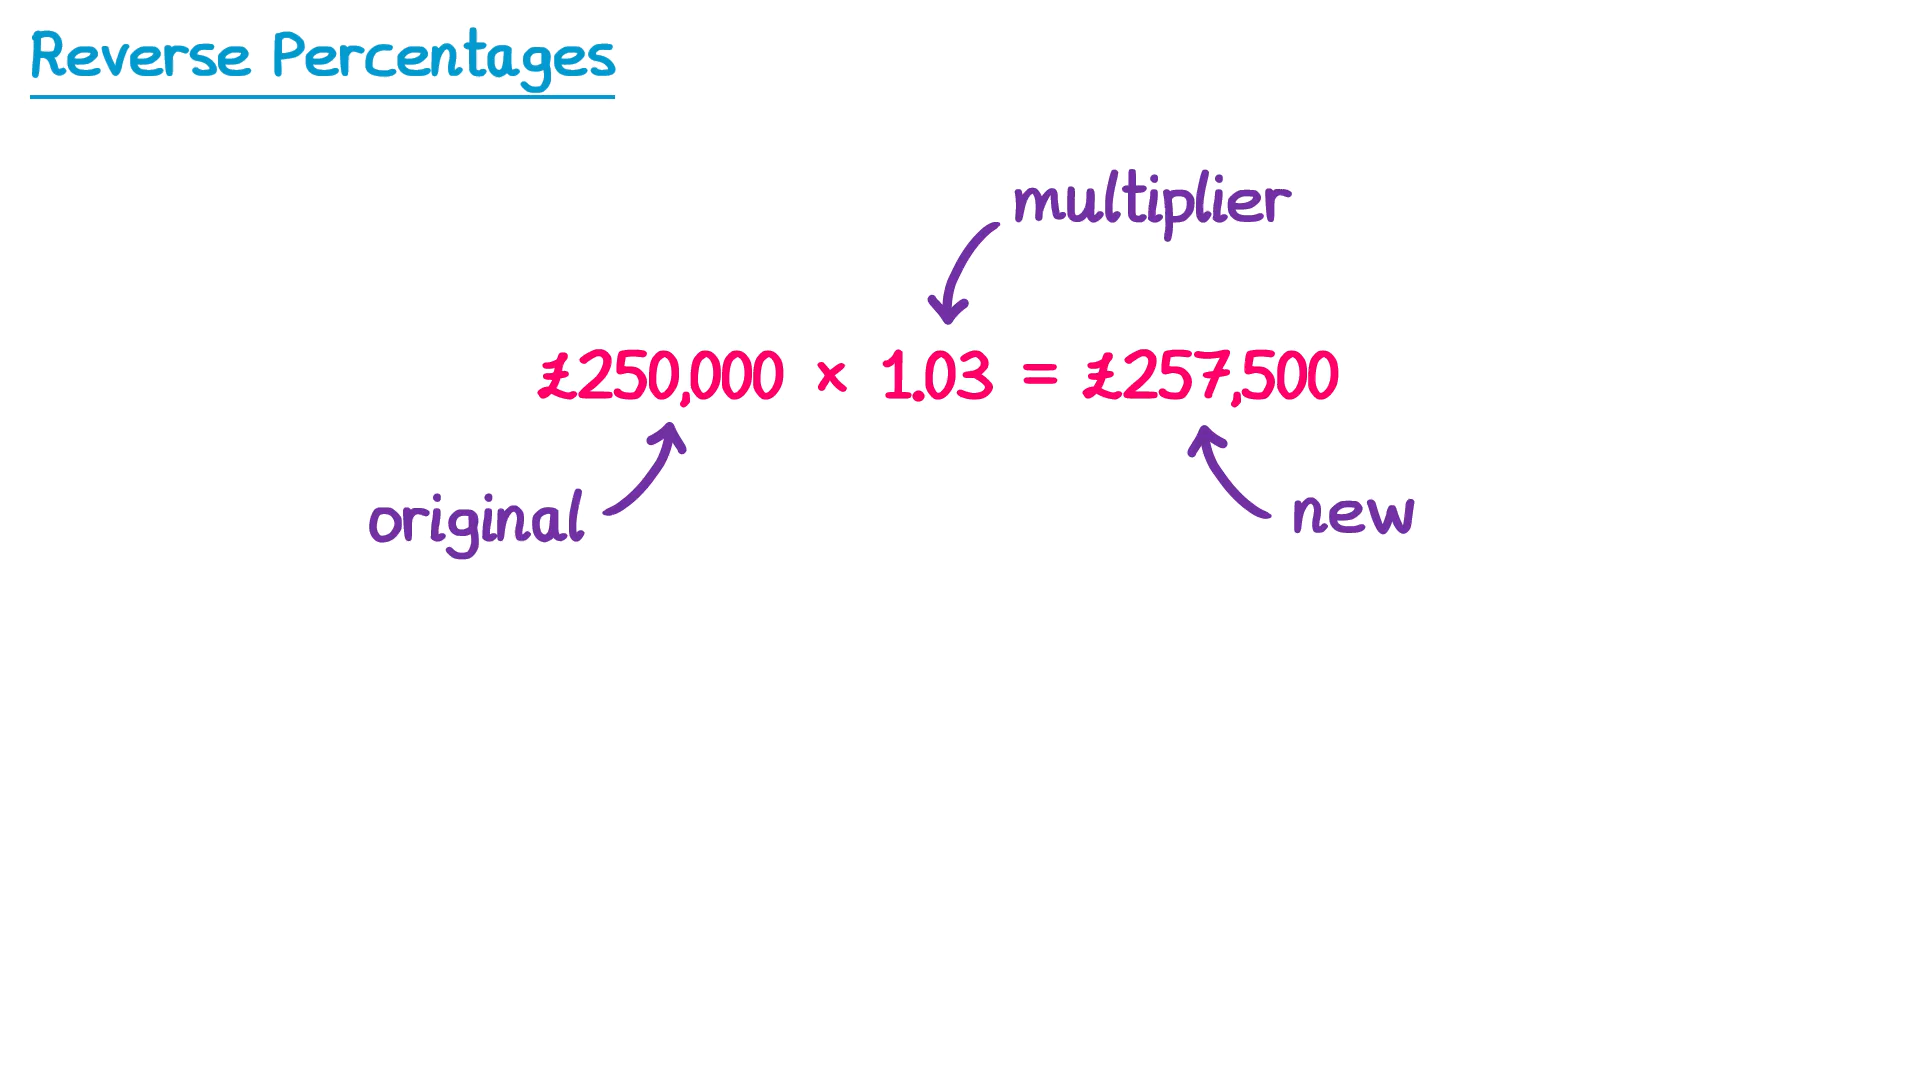 Reverse Percentages
multiplier
£250,000 × 1.03 = £257,500
original
new